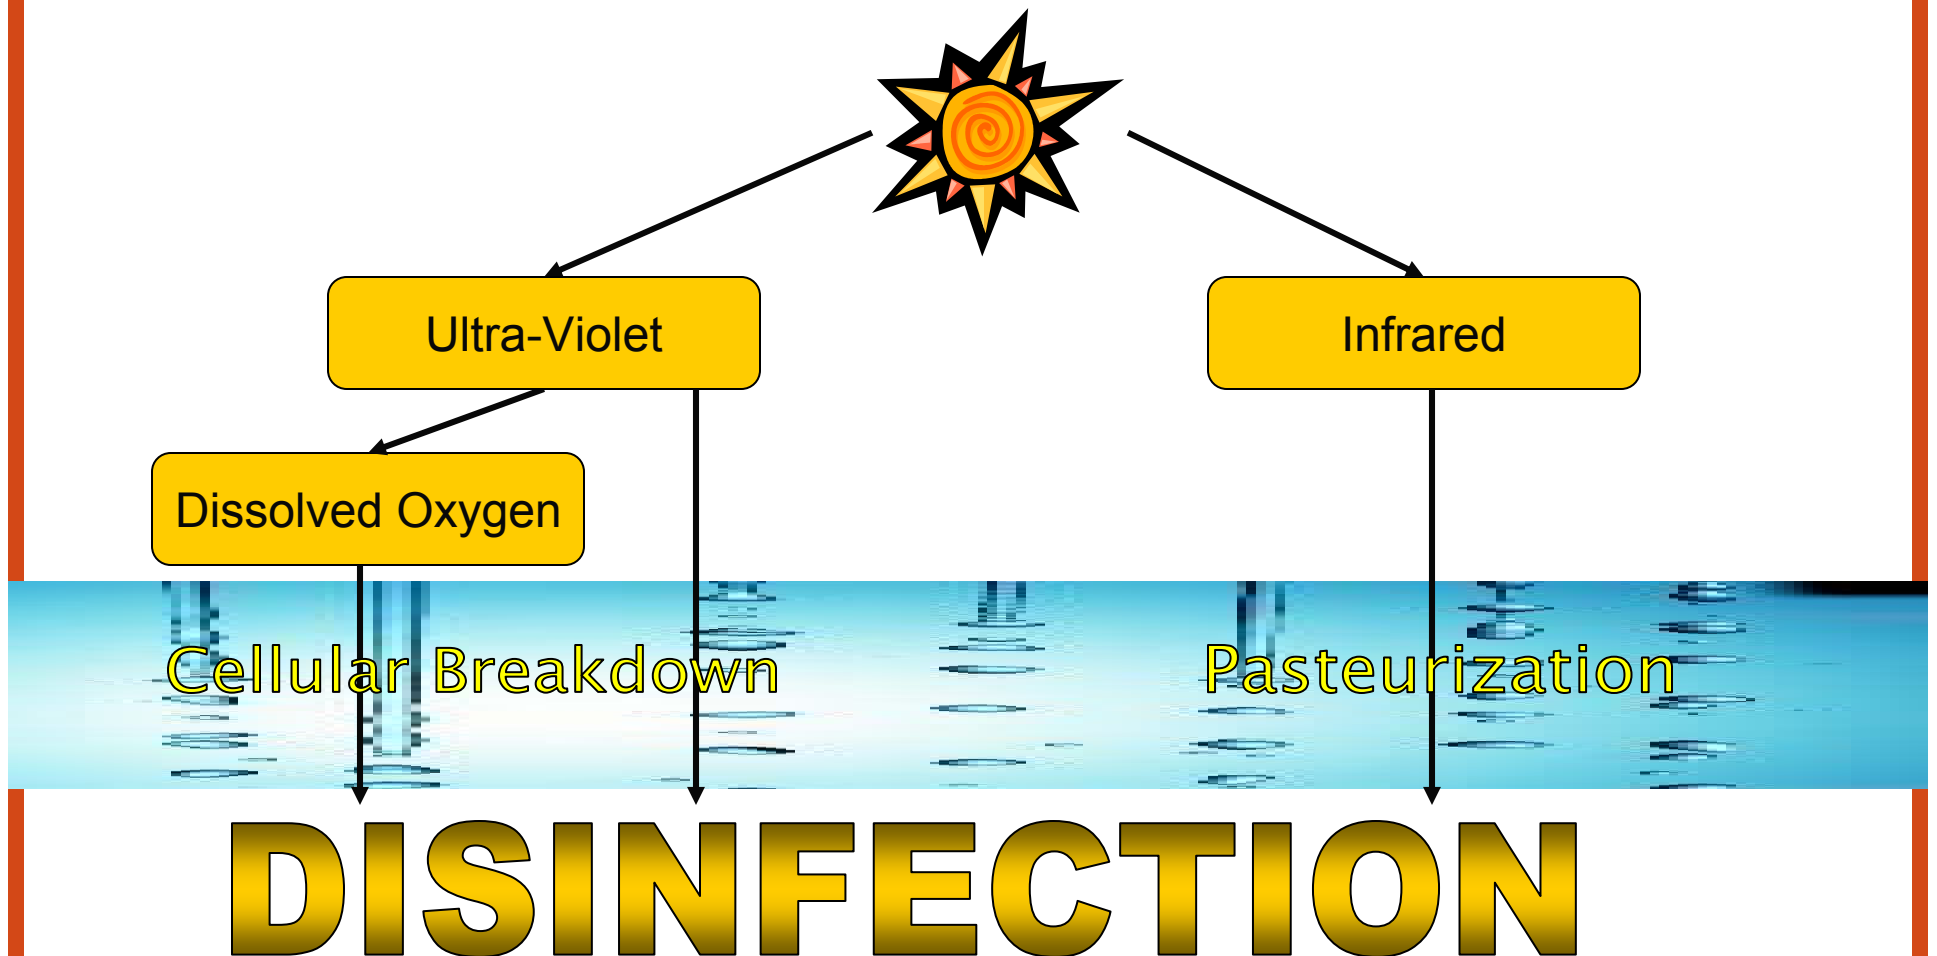 Ultra-Violet
Infrared
Dissolved Oxygen
Cellular Breakdown
Pasteurization
DISINFECTION